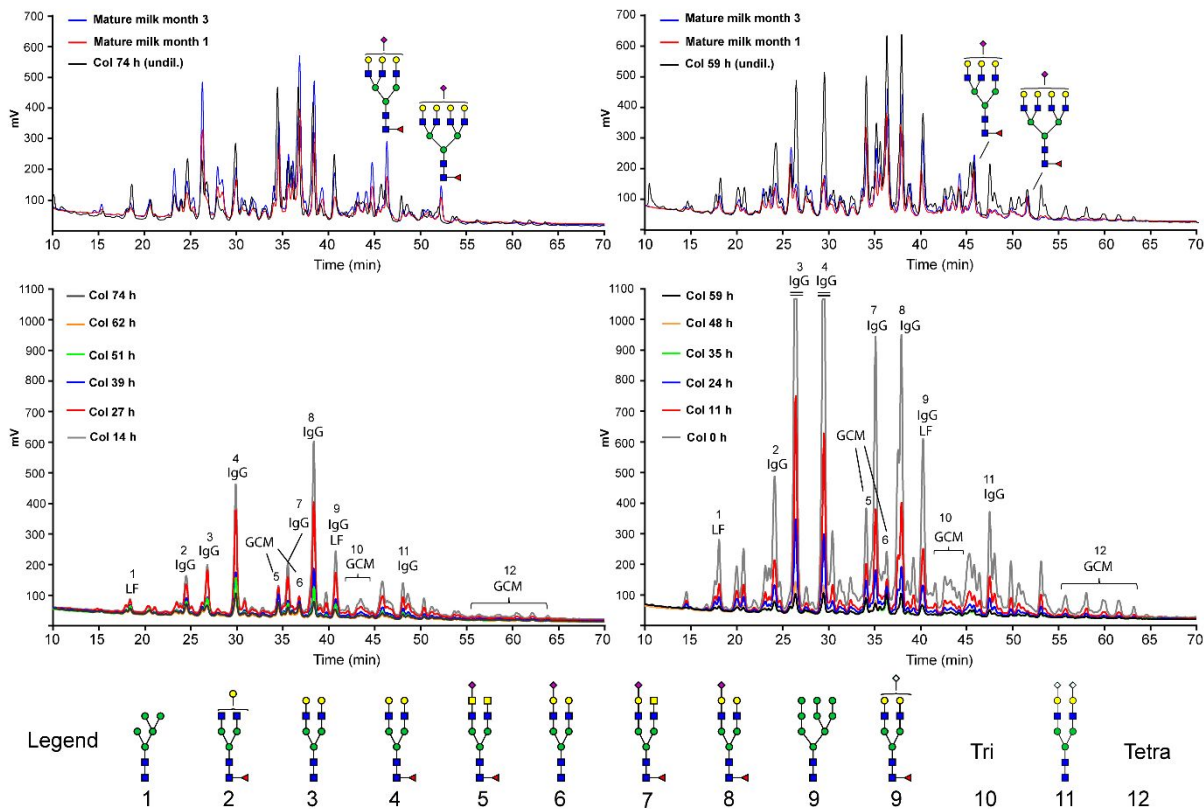 700
600
500
400
300
200
100
mV
Mature milk month 3
Mature milk month 1
Col 74 h (undil.)
10 15 20 25 30 35 40 45 50 55 60 65 70
Time (min)
700
600
500
400
300
200
100
mV
Mature milk month 3
Mature milk month 1
Col 59 h (undil.)
10 15 20 25 30 35 40 45 50 55 60 65 70
Time (min)
1100
1000
900
800
700
600
500
400
300
200
100
mV
Col 74 h
Col 62 h
Col 51 h
Col 39 h
Col 27 h
Col 14 h
1
LF
2
IgG
3
IgG
4
IgG
GCM
5
6
7
IgG
8
IgG
9
IgG
LF
10
GCM
11
IgG
12
GCM
10 15 20 25 30 35 40 45 50 55 60 65 70
Time (min)
1100
1000
900
800
700
600
500
400
300
200
100
mV
Col 59 h
Col 48 h
Col 35 h
Col 24 h
Col 11 h
Col 0 h
1
LF
2
IgG
3
IgG
4
IgG
GCM
5
6
7
IgG
8
IgG
9
IgG
LF
10
GCM
11
IgG
12
GCM
10 15 20 25 30 35 40 45 50 55 60 65 70
Time (min)
Legend
Tri
Tetra
1 2 3 4 5 6 7 8 9 9 10 11 12